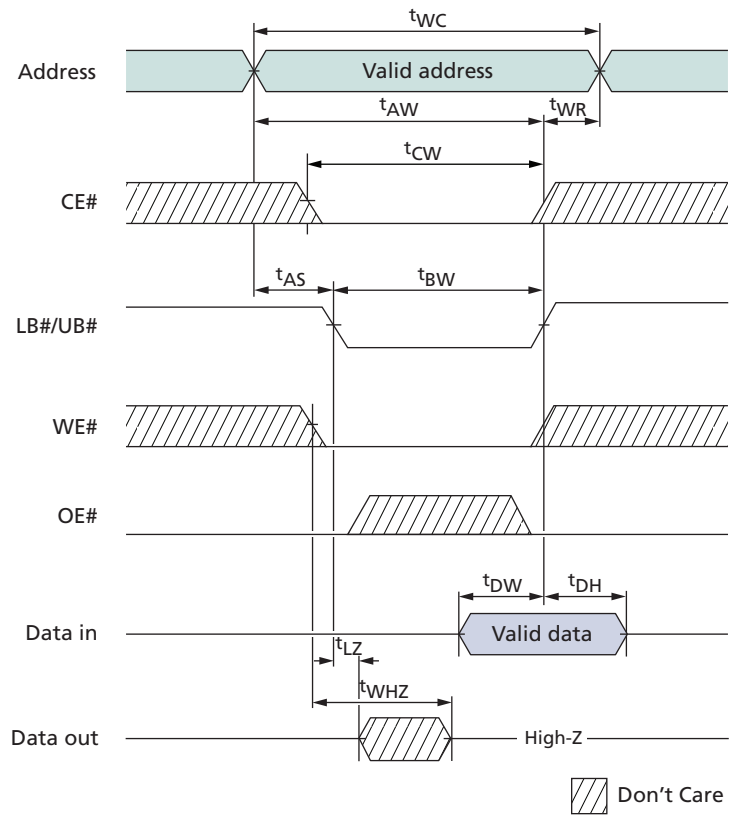 tWC
Address
Valid address
tAW
tWR
tCW
CE#
tAS
tBW
LB#/UB#
WE#
OE#
tDW
tDH
Data in
Valid data
tLZ
tWHZ
Data out
High-Z
Don't Care